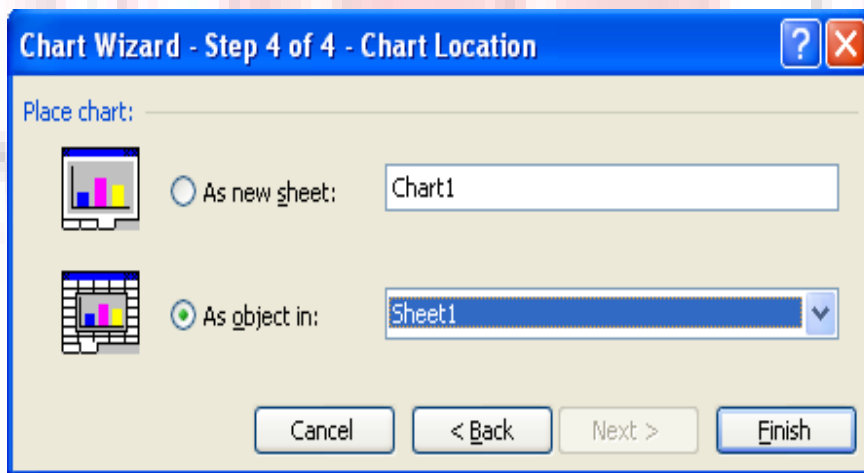 Chart Wizard - Step 4 of 4 - Chart Location
Place chart:
As new sheet: Chart1
As object in: Sheet1
Cancel < Back Next > Finish